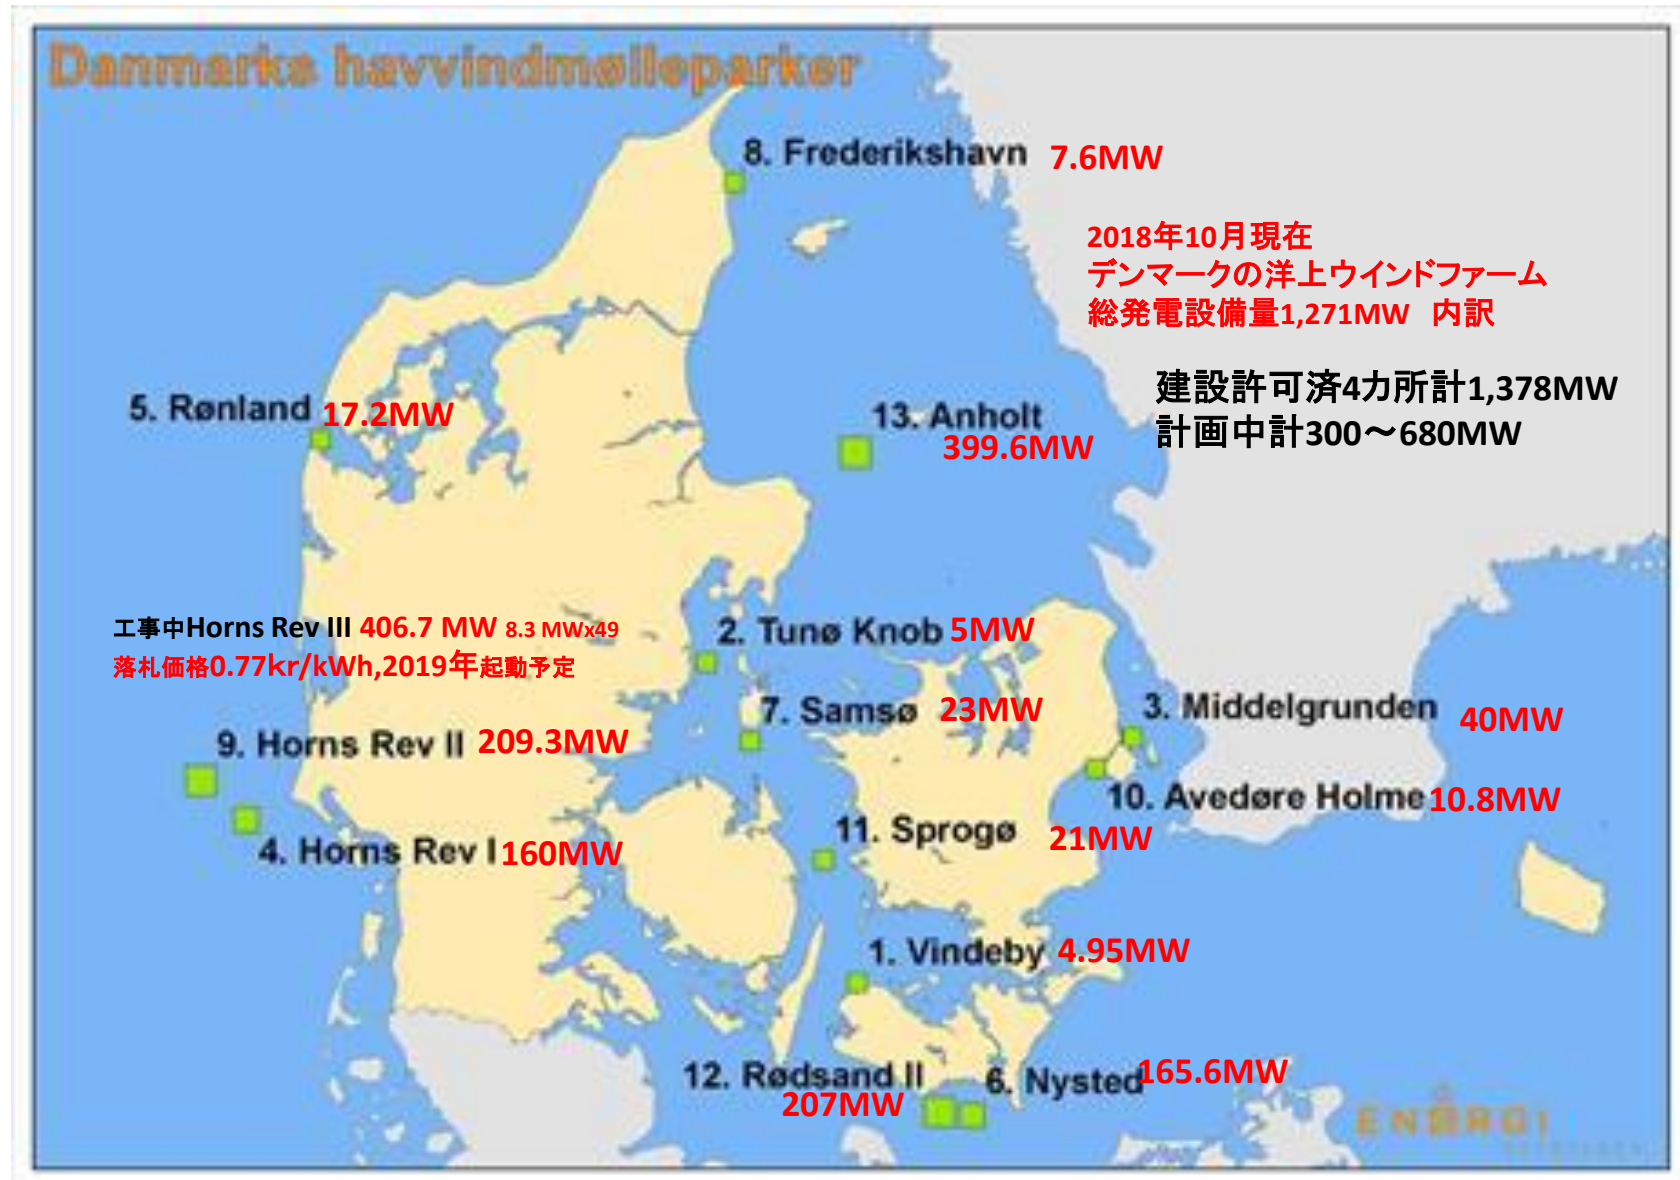 Danmarks havvindmølleparker
8. Frederikshavn 7.6MW
2018年10月現在
デンマークの洋上ウインドファーム
総発電設備量1,271MW 内訳
建設許可済4カ所計1,378MW
計画中計300～680MW
5. Rønland 17.2MW
13. Anholt
399.6MW
工事中Horns Rev III 406.7 MW 8.3 MWx49
落札価格0.77kr/kWh,2019年起動予定
2. Tunø Knob 5MW
7. Samsø 23MW
3. Middelgrunden 40MW
9. Horns Rev II 209.3MW
10. Avedøre Holme 10.8MW
11. Sprogø 21MW
4. Horns Rev I 160MW
1. Vindeby 4.95MW
12. Rødsand II
207MW
6. Nysted 165.6MW
ENERGI